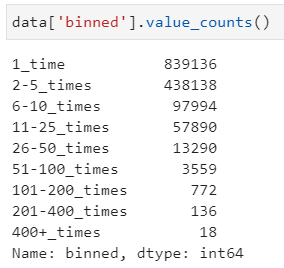 data['binned'].value_counts()
1_time 839136
2-5_times 438138
6-10_times 97994
11-25_times 57890
26-50_times 13290
51-100_times 3559
101-200_times 772
201-400_times 136
400+_times 18
Name: binned, dtype: int64